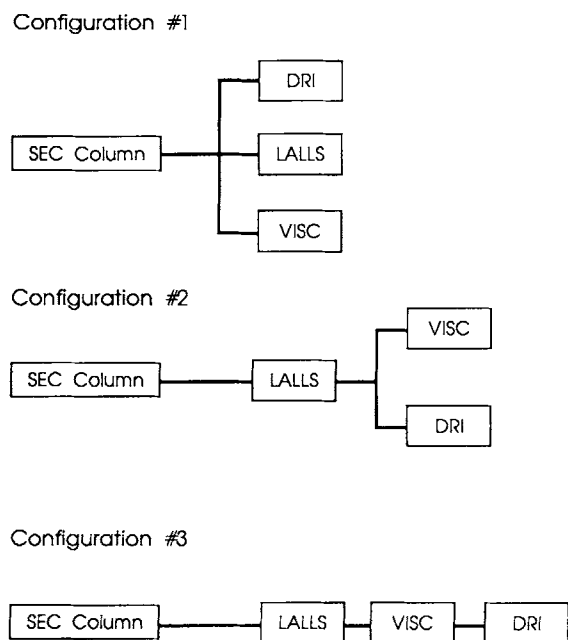 Configuration #1
DRI
SEC Column
LALLS
VISC
Configuration #2
VISC
SEC Column
LALLS
DRI
Configuration #3
SEC Column
LALLS
VISC
DRI